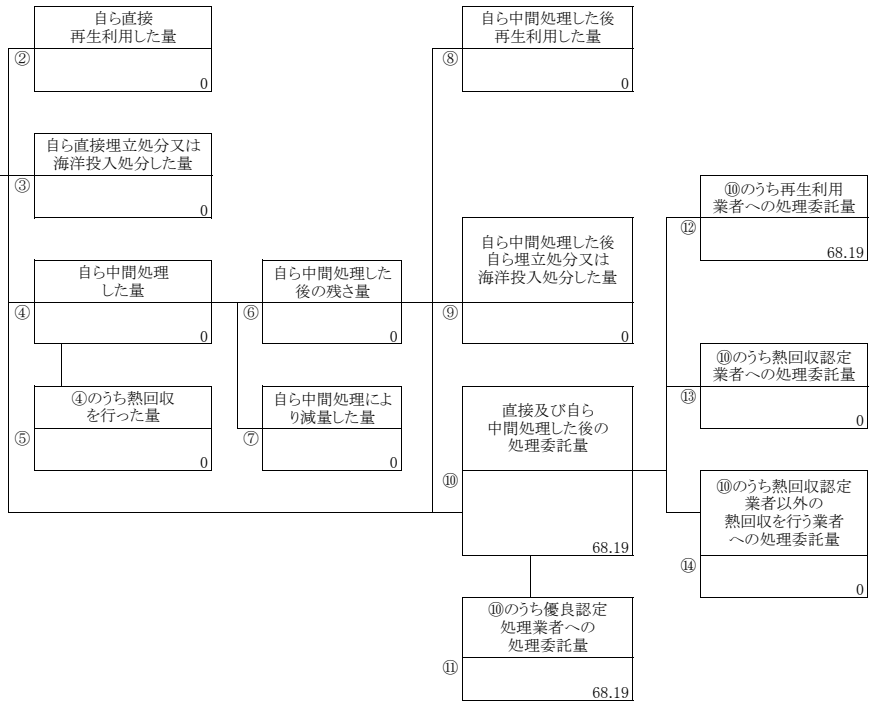 自ら直接
再生利用した量
②
0
自ら直接埋立処分又は
海洋投入処分した量
③
0
自ら中間処理
した量
④
0
④のうち熱回収
を行った量
⑤
0
自ら中間処理した
後の残さ量
⑥
0
自ら中間処理によ
り減量した量
⑦
0
自ら中間処理した後
再生利用した量
⑧
0
自ら中間処理した後
自ら埋立処分又は
海洋投入処分した量
⑨
0
直接及び自ら
中間処理した後の
処理委託量
⑩
68.19
⑩のうち優良認定
処理業者への
処理委託量
⑪
68.19
⑩のうち再生利用
業者への処理委託量
⑫
68.19
⑩のうち熱回収認定
業者への処理委託量
⑬
0
⑩のうち熱回収認定
業者以外の
熱回収を行う業者
への処理委託量
⑭
0